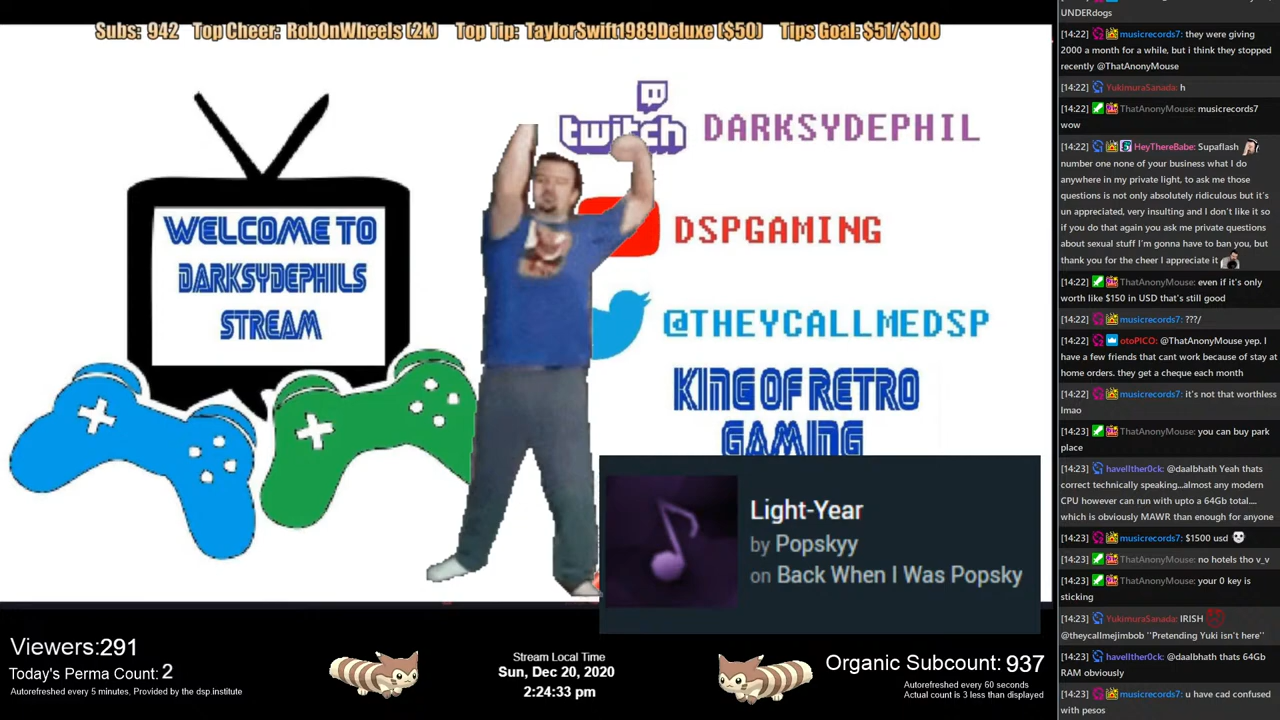 Subs: 942 Top Cheer: RobOnWheels (2k) Top Tip: TaylorSwift1989Deluxe ($50) Tips Goal: $51/$100
WELCOME TO
DARKSYDEPHILS
STREAM
twitch
DARKSYDEPHIL
DSPGAMING
@THEYCALLMEDSP
KING OF RETRO
GAMING
Light-Year
by Popskyy
on Back When I Was Popsky
Viewers:291
Today's Perma Count: 2
Autorefreshed every 5 minutes, Provided by the dsp.institute
Stream Local Time
Sun, Dec 20, 2020
2:24:33 pm
Organic Subcount: 937
Autorefreshed every 60 seconds
Actual count is 3 less than displayed
UNDERdogs
[14:22] musicrecords7: they were giving
2000 a month for a while, but i think they stopped
recently @ThatAnonyMouse
[14:22] YukimuraSanada: h
[14:22] ThatAnonyMouse: musicrecords7
wow
[14:22] HeyThereBabe: Supaflash
number one none of your business what I do
anywhere in my private light, to ask me those
questions is not only absolutely ridiculous but it's
un appreciated, very insulting and I don't like it so
if you do that again you ask me private questions
about sexual stuff I'm gonna have to ban you, but
thank you for the cheer I appreciate it
[14:22] ThatAnonyMouse: even if it's only
worth like $150 in USD that's still good
[14:22] musicrecords7: ???/
[14:22] otoPICO: @ThatAnonyMouse yep. I
have a few friends that cant work because of stay at
home orders. they get a cheque each month
[14:22] musicrecords7: it's not that worthless
lmao
[14:23] ThatAnonyMouse: you can buy park
place
[14:23] havellther0ck: @daalbhath Yeah thats
correct technically speaking...almost any modern
CPU however can run with upto a 64Gb total....
which is obviously MAWR than enough for anyone
[14:23] musicrecords7: $1500 usd
[14:23] ThatAnonyMouse: no hotels tho v_v
[14:23] ThatAnonyMouse: your 0 key is
sticking
[14:23] YukimuraSanada: IRISH
@theycallmejimbob ''Pretending Yuki isn't here''
[14:23] havellther0ck: @daalbhath thats 64Gb
RAM obviously
[14:23] musicrecords7: u have cad confused
with pesos